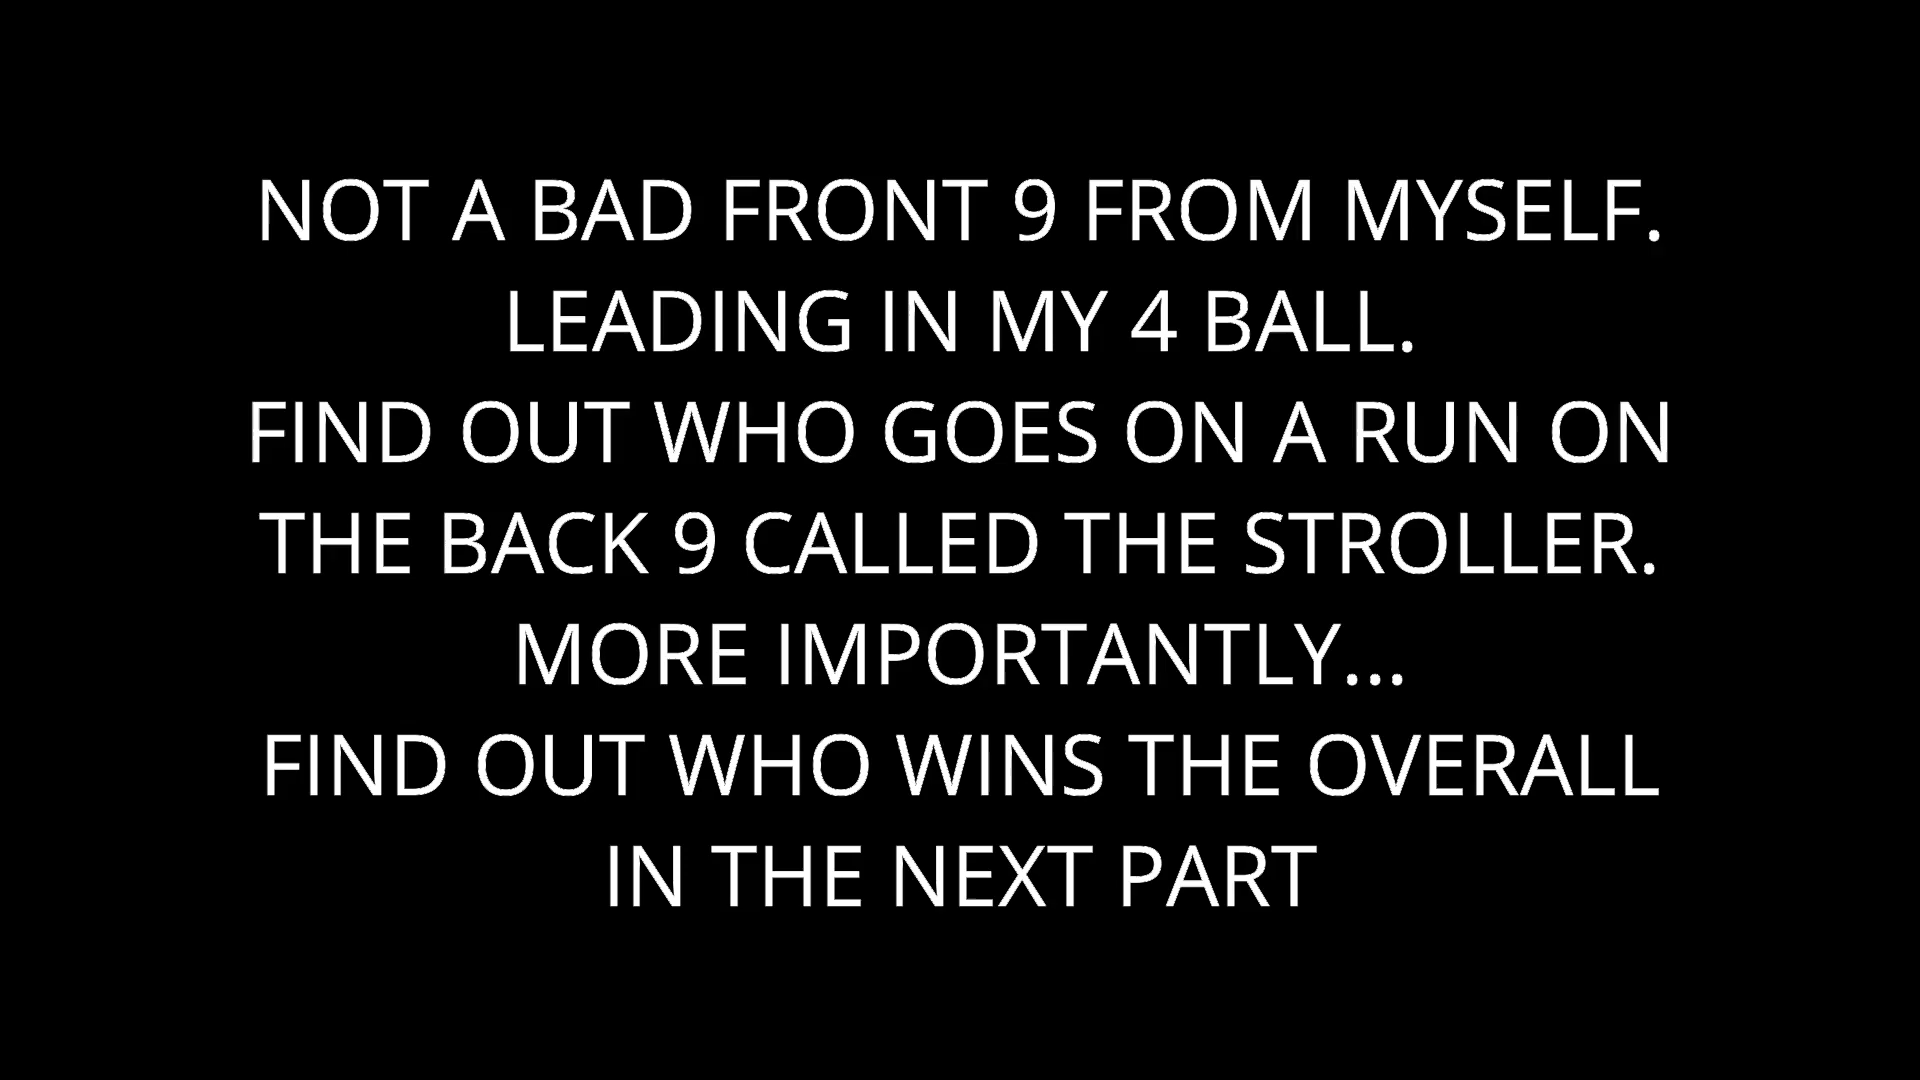 NOT A BAD FRONT 9 FROM MYSELF.
LEADING IN MY 4 BALL.
FIND OUT WHO GOES ON A RUN ON
THE BACK 9 CALLED THE STROLLER.
MORE IMPORTANTLY...
FIND OUT WHO WINS THE OVERALL
IN THE NEXT PART